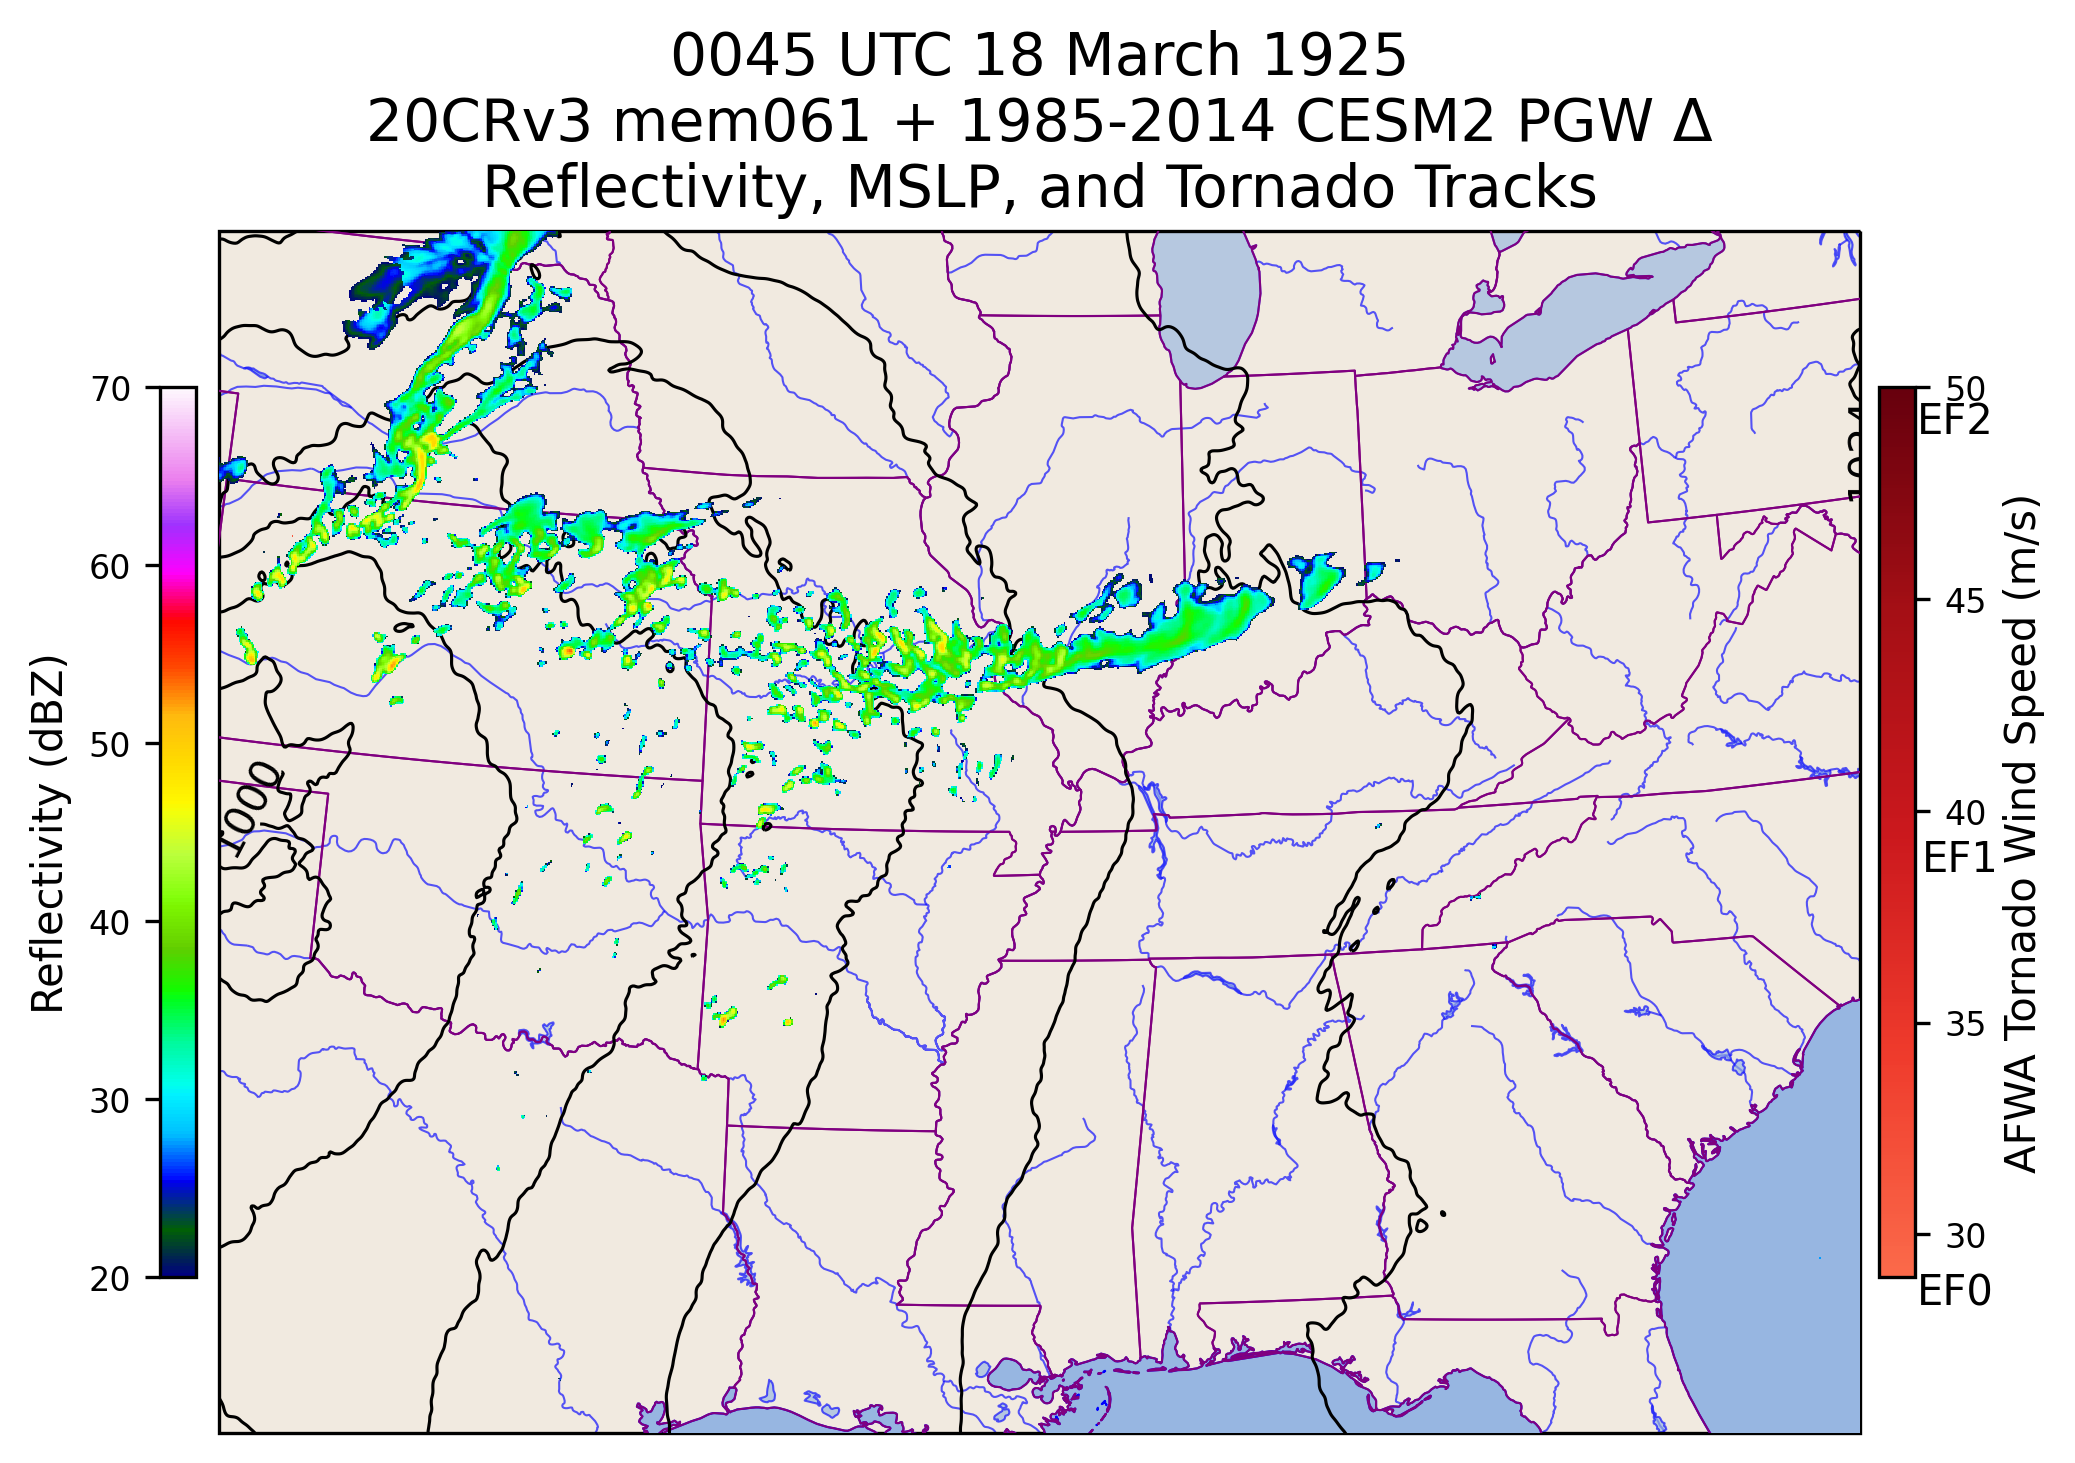 0045 UTC 18 March 1925
20CRv3 mem061 + 1985-2014 CESM2 PGW Δ
Reflectivity, MSLP, and Tornado Tracks
Reflectivity (dBZ)
70
60
50
40
30
20
1000
1024
50
EF2
45
40
EF1
35
30
EF0
AFWA Tornado Wind Speed (m/s)